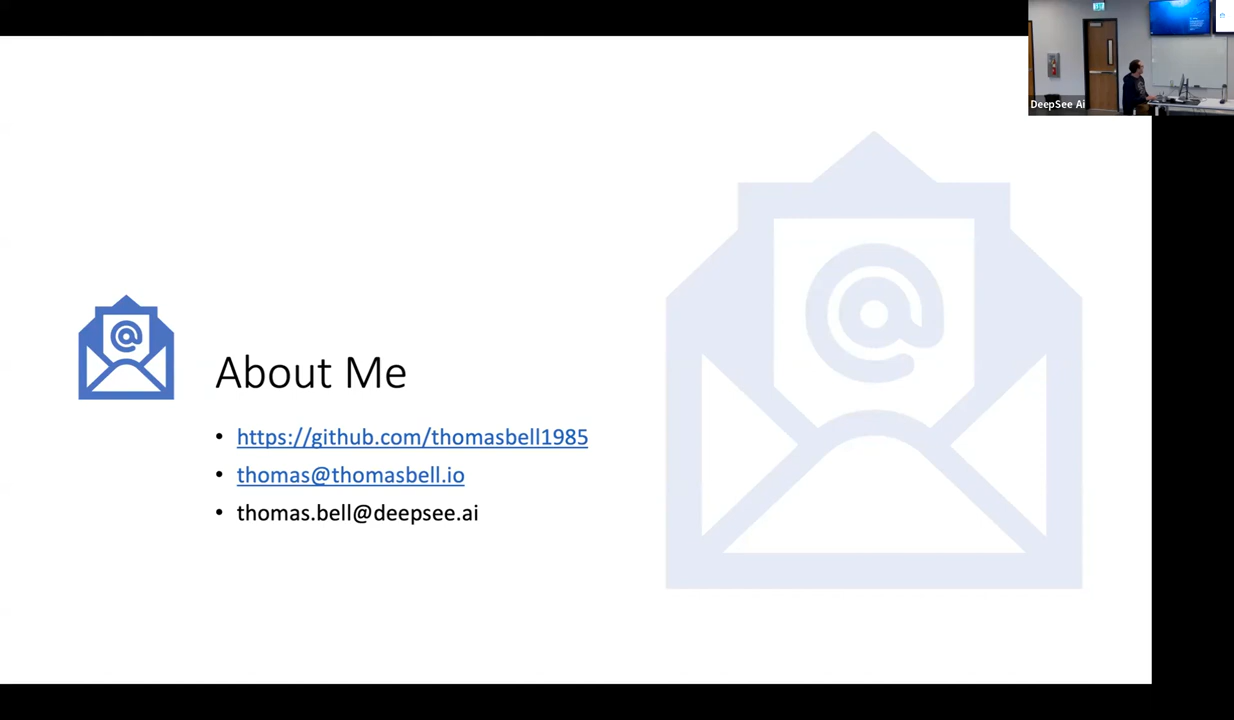 DeepSee Ai
About Me
• https://github.com/thomasbell1985
• thomas@thomasbell.io
• thomas.bell@deepsee.ai